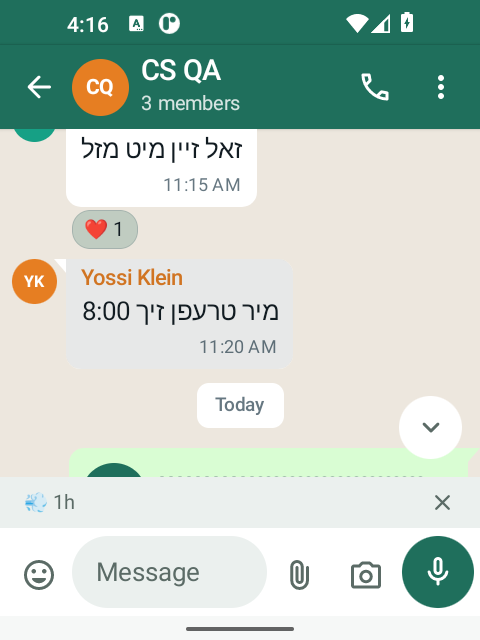 4:16
A
CQ
CS QA
3 members
זאל זיין מיט מזל
11:15 AM
❤️ 1
YK
Yossi Klein
מיר טרעפן זיך 8:00
11:20 AM
Today
💨 1h
Message